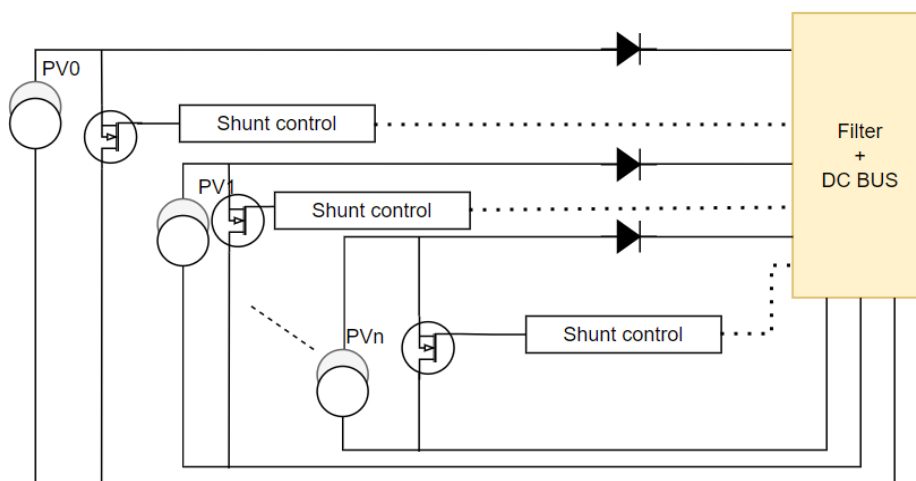 PV0
Shunt control
Filter
+
DC BUS
PV1
Shunt control
PVn
Shunt control